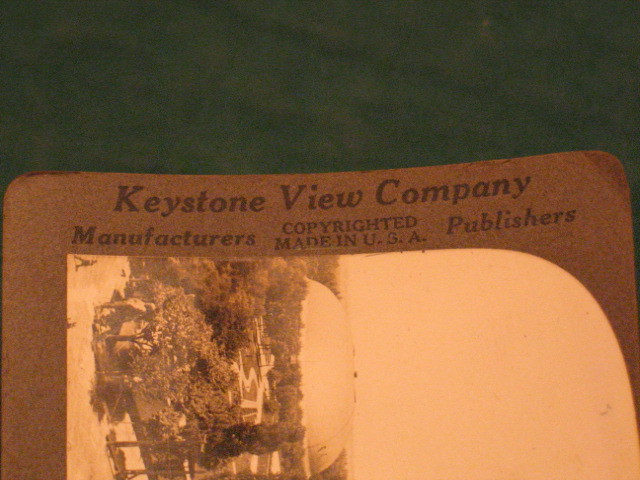 Keystone View Company
Manufacturers COPYRIGHTED Publishers
MADE IN U. S. A.